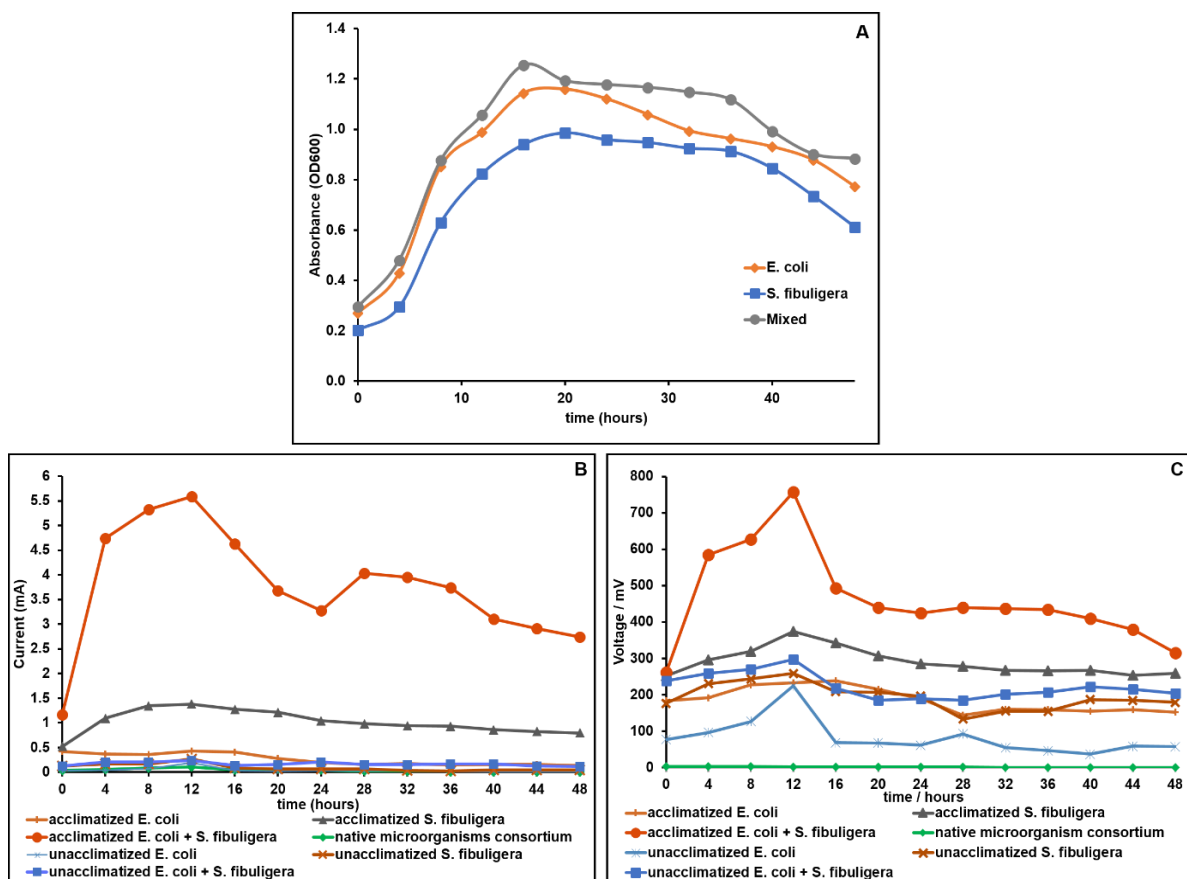 A
1.4
1.2
1.0
0.8
0.6
0.4
0.2
0.0
Absorbance (OD600)
E. coli
S. fibuligera
Mixed
0 10 20 30 40
time (hours)
B
6
5.5
5
4.5
4
3.5
3
2.5
2
1.5
1
0.5
0
Current (mA)
0 4 8 12 16 20 24 28 32 36 40 44 48
time (hours)
acclimatized E. coli
acclimatized S. fibuligera
acclimatized E. coli + S. fibuligera
native microorganisms consortium
unacclimatized E. coli
unacclimatized S. fibuligera
unacclimatized E. coli + S. fibuligera
C
800
700
600
500
400
300
200
100
0
Voltage / mV
0 4 8 12 16 20 24 28 32 36 40 44 48
time / hours
acclimatized E. coli
acclimatized S. fibuligera
acclimatized E. coli + S. fibuligera
native microorganism consortium
unacclimatized E. coli
unacclimatized S. fibuligera
unacclimatized E. coli + S. fibuligera